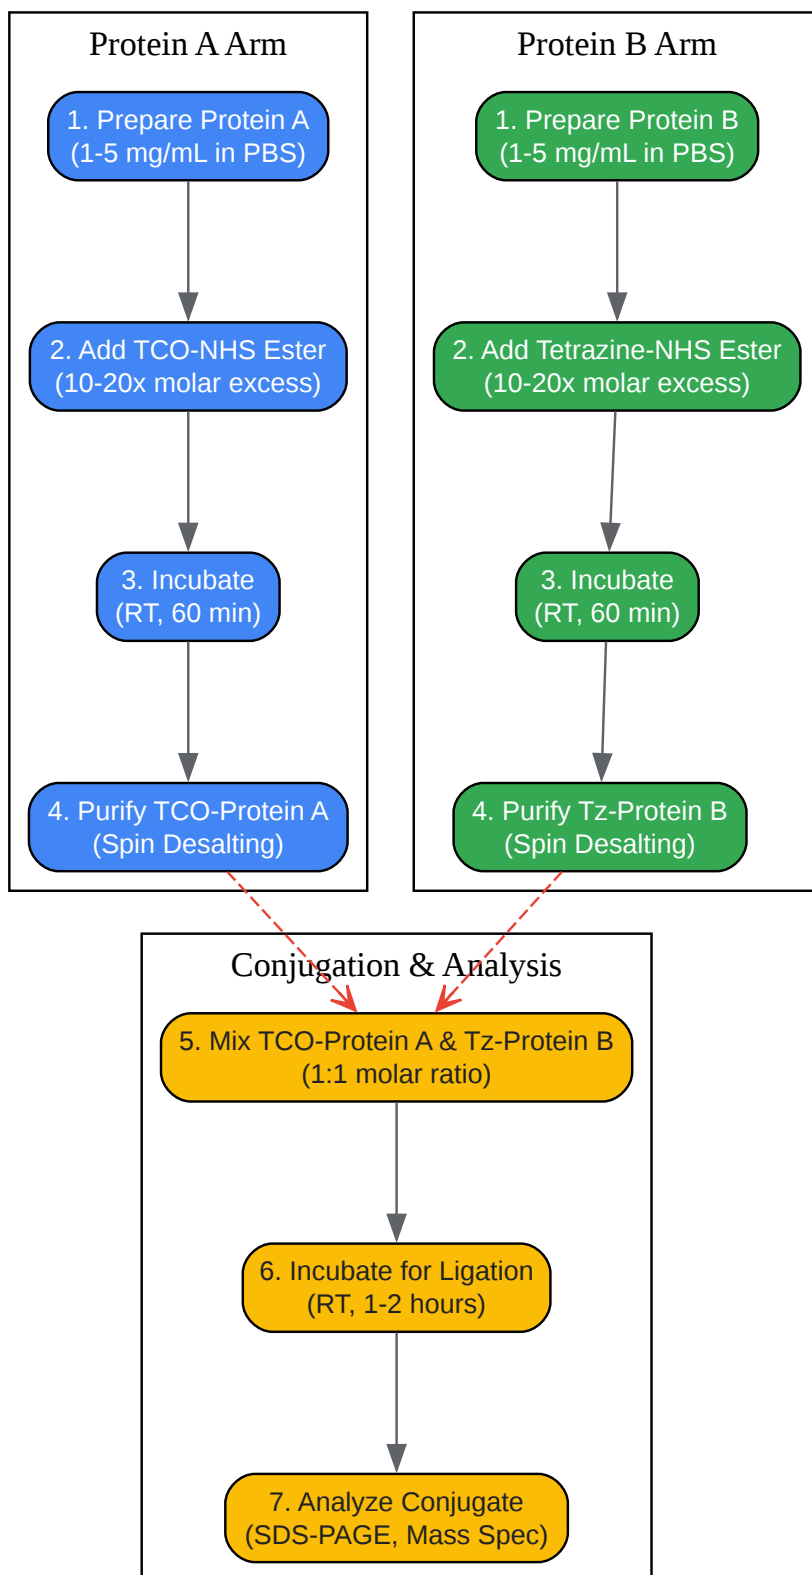 Protein A Arm
1. Prepare Protein A
(1-5 mg/mL in PBS)
2. Add TCO-NHS Ester
(10-20x molar excess)
3. Incubate
(RT, 60 min)
4. Purify TCO-Protein A
(Spin Desalting)
Protein B Arm
1. Prepare Protein B
(1-5 mg/mL in PBS)
2. Add Tetrazine-NHS Ester
(10-20x molar excess)
3. Incubate
(RT, 60 min)
4. Purify Tz-Protein B
(Spin Desalting)
Conjugation & Analysis
5. Mix TCO-Protein A & Tz-Protein B
(1:1 molar ratio)
6. Incubate for Ligation
(RT, 1-2 hours)
7. Analyze Conjugate
(SDS-PAGE, Mass Spec)